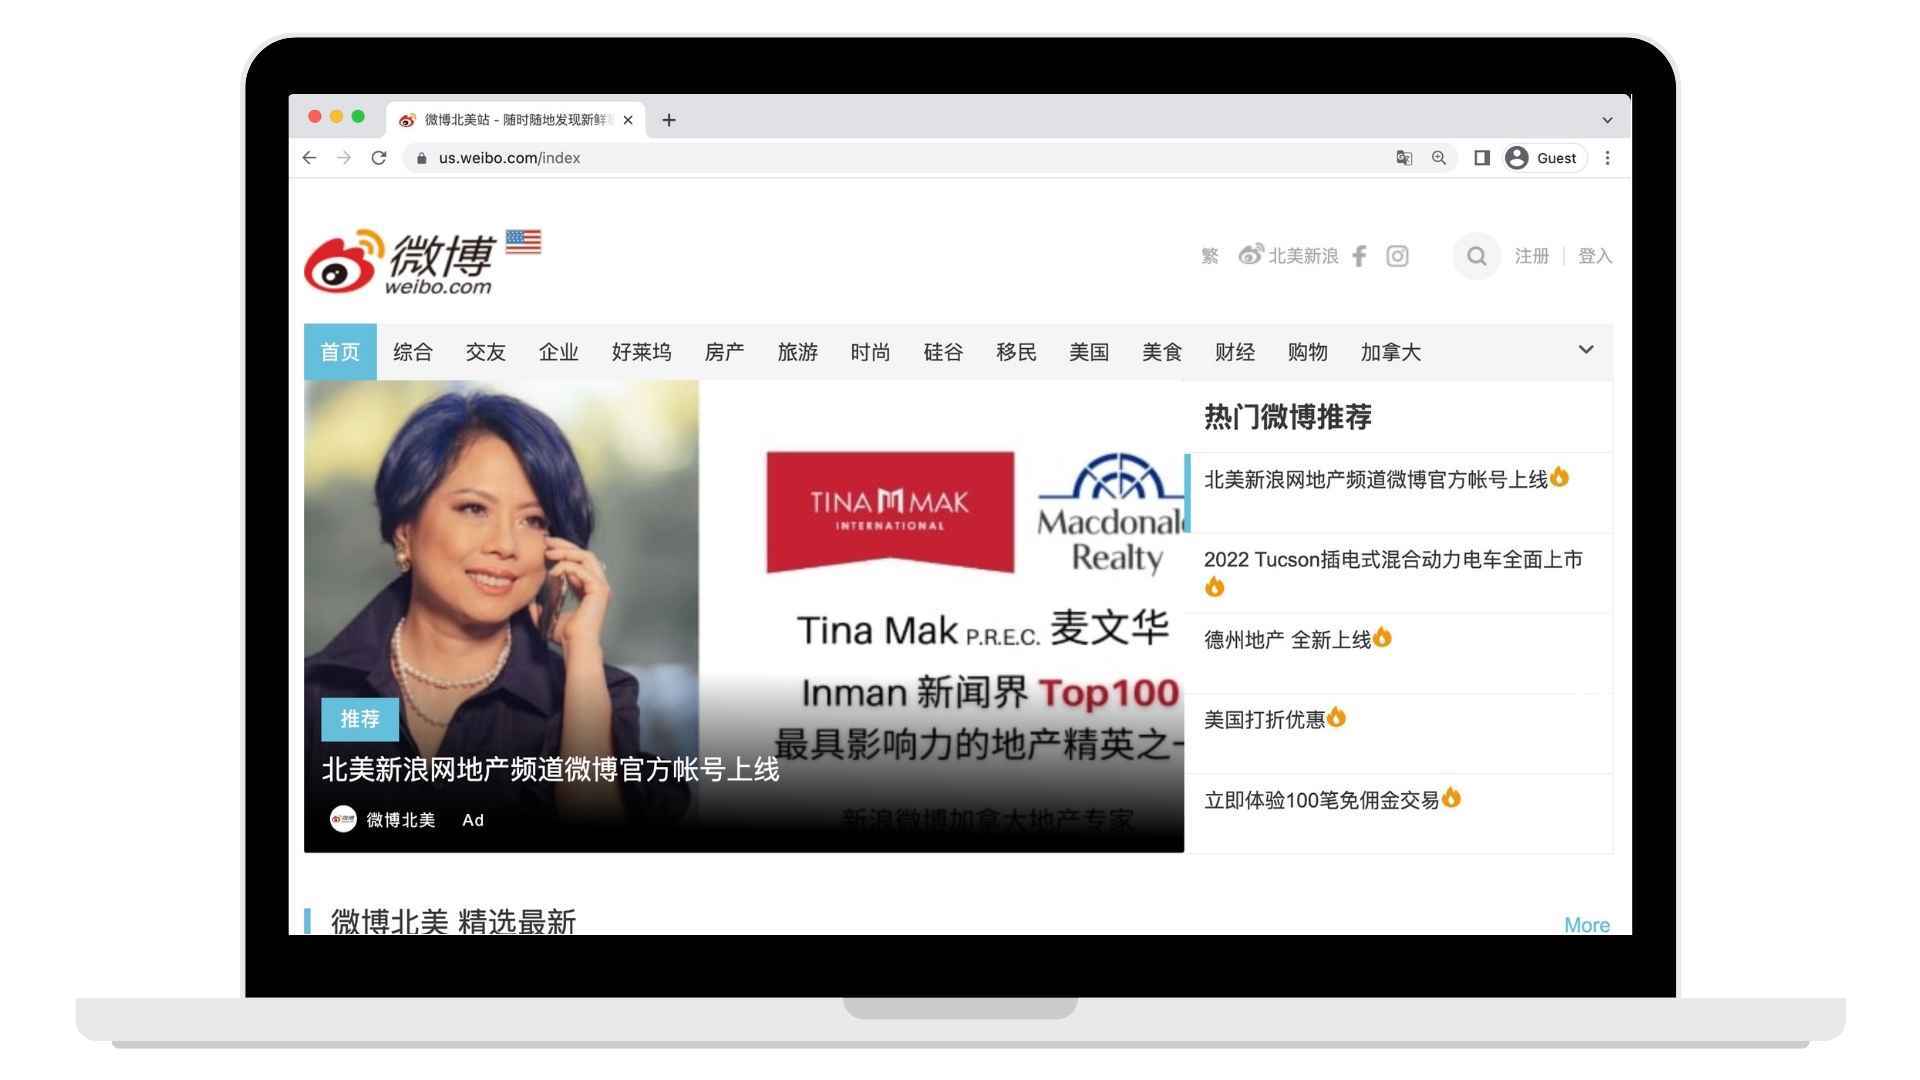 微博北美站 - 随时随地发现新鲜
us.weibo.com/index
Guest
微博
weibo.com
繁 北美新浪 注册 登入
首页 综合 交友 企业 好莱坞 房产 旅游 时尚 硅谷 移民 美国 美食 财经 购物 加拿大
TINA M MAK
INTERNATIONAL
Macdonald
Realty
Tina Mak P.R.E.C. 麦文华
Inman 新闻界 Top100
最具影响力的地产精英之一
新浪微博加拿大地产专家
推荐
北美新浪网地产频道微博官方帐号上线
微博北美 Ad
热门微博推荐
北美新浪网地产频道微博官方帐号上线
2022 Tucson插电式混合动力电车全面上市
德州地产 全新上线
美国打折优惠
立即体验100笔免佣金交易
微博北美 精选最新
More